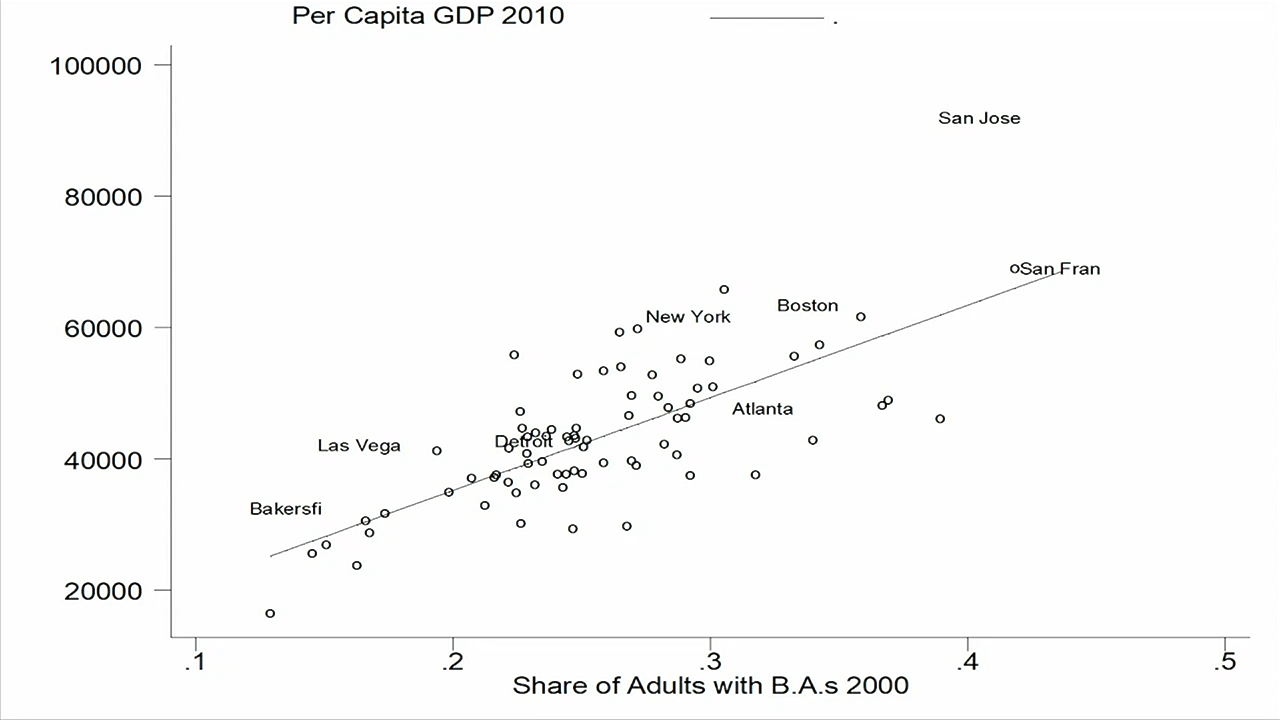 Per Capita GDP 2010 .
100000
San Jose
80000
San Fran
New York
Boston
60000
Atlanta
Las Vega
Detroit
40000
Bakersfi
20000
.1 .2 .3 .4 .5
Share of Adults with B.A.s 2000